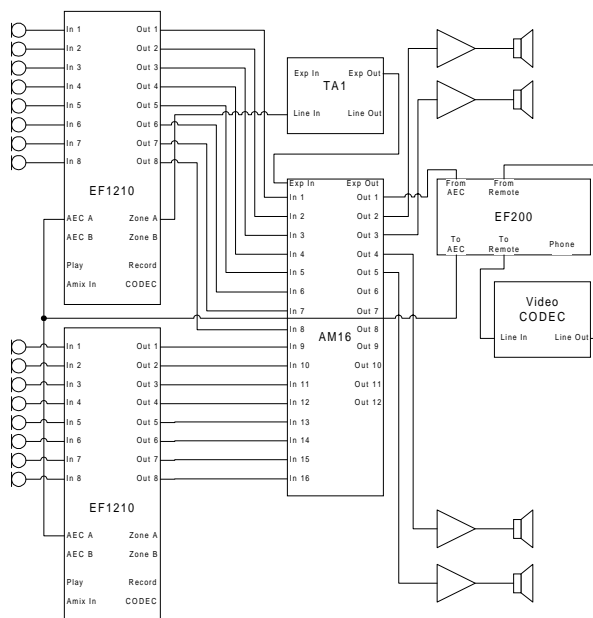 In 1 Out 1
In 2 Out 2
In 3 Out 3
In 4 Out 4
In 5 Out 5
In 6 Out 6
In 7 Out 7
In 8 Out 8
EF1210
AEC A Zone A
AEC B Zone B
Play Record
Amix In CODEC
Exp In Exp Out
TA1
Line In Line Out
Exp In Exp Out
In 1 Out 1
In 2 Out 2
In 3 Out 3
In 4 Out 4
In 5 Out 5
In 6 Out 6
In 7 Out 7
In 8 Out 8
AM16
In 9 Out 9
In 10 Out 10
In 11 Out 11
In 12 Out 12
In 13
In 14
In 15
In 16
From From
AEC Remote
EF200
To To Phone
AEC Remote
Video
CODEC
Line In Line Out
In 1 Out 1
In 2 Out 2
In 3 Out 3
In 4 Out 4
In 5 Out 5
In 6 Out 6
In 7 Out 7
In 8 Out 8
EF1210
AEC A Zone A
AEC B Zone B
Play Record
Amix In CODEC